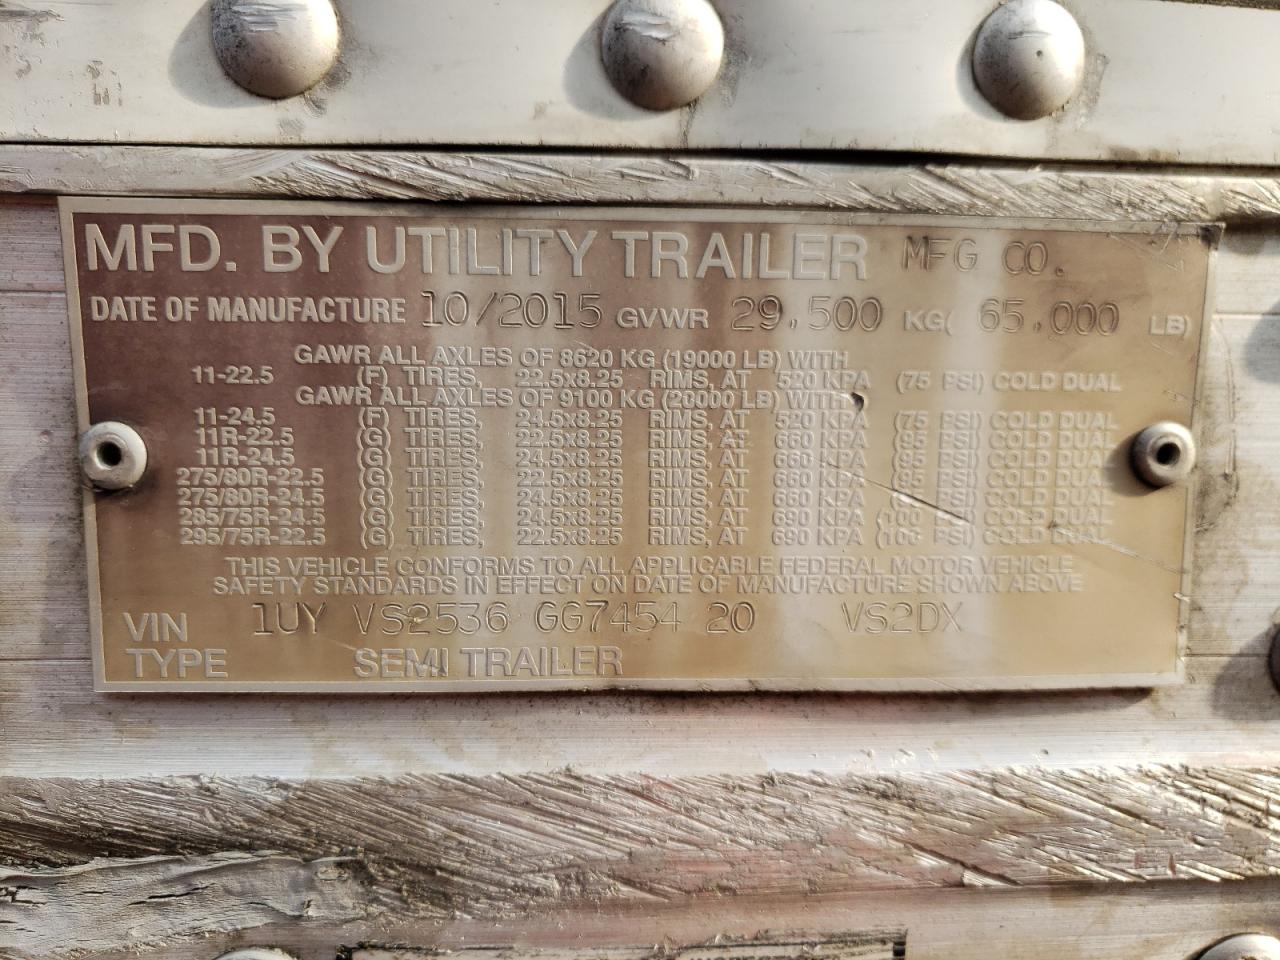 MFD. BY UTILITY TRAILER MFG CO.
DATE OF MANUFACTURE 10/2015 GVWR 29,500 KG( 65,000 LB)
GAWR ALL AXLES OF 8620 KG (19000 LB) WITH
11-22.5 (F) TIRES, 22.5x8.25 RIMS, AT 520 KPA (75 PSI) COLD DUAL
GAWR ALL AXLES OF 9100 KG (20000 LB) WITH
11-24.5 (F) TIRES, 24.5x8.25 RIMS, AT 520 KPA (75 PSI) COLD DUAL
11R-22.5 (G) TIRES, 22.5x8.25 RIMS, AT 660 KPA (95 PSI) COLD DUAL
11R-24.5 (G) TIRES, 24.5x8.25 RIMS, AT 660 KPA (95 PSI) COLD DUAL
275/80R-22.5 (G) TIRES, 22.5x8.25 RIMS, AT 660 KPA (95 PSI) COLD DUAL
275/80R-24.5 (G) TIRES, 24.5x8.25 RIMS, AT 660 KPA (95 PSI) COLD DUAL
285/75R-24.5 (G) TIRES, 24.5x8.25 RIMS, AT 690 KPA (100 PSI) COLD DUAL
295/75R-22.5 (G) TIRES, 22.5x8.25 RIMS, AT 690 KPA (100 PSI) COLD DUAL
THIS VEHICLE CONFORMS TO ALL APPLICABLE FEDERAL MOTOR VEHICLE
SAFETY STANDARDS IN EFFECT ON DATE OF MANUFACTURE SHOWN ABOVE
VIN 1UY VS2536 GG7454 20 VS2DX
TYPE SEMI TRAILER